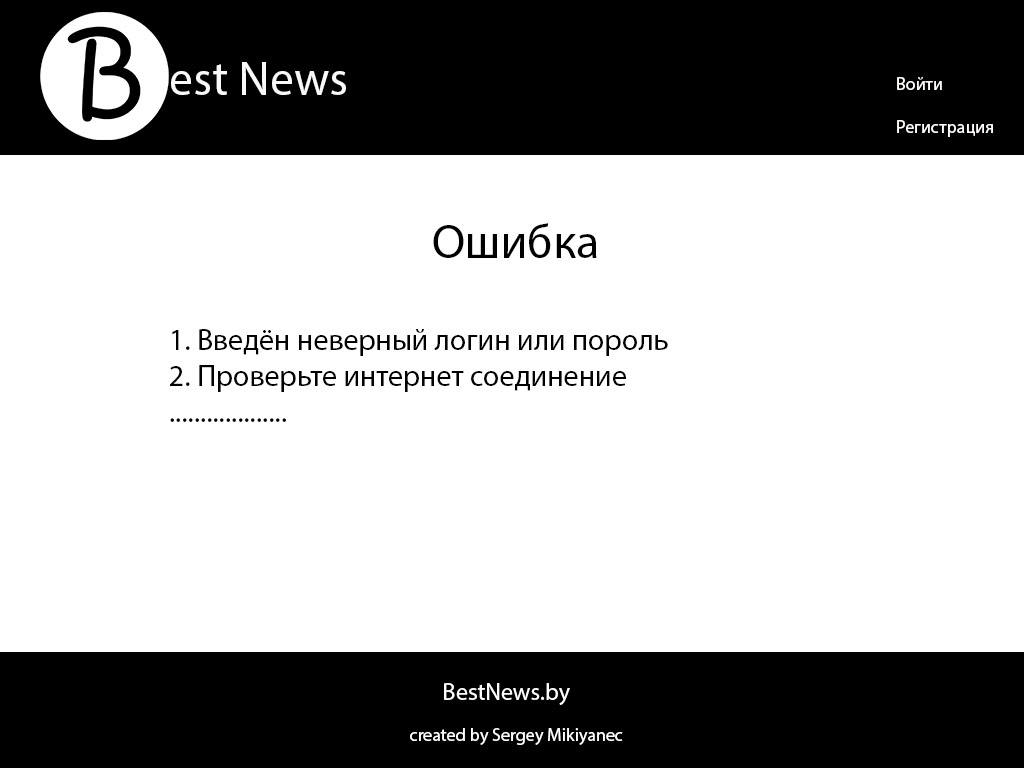 Best News
Войти
Регистрация
Ошибка
1. Введён неверный логин или пороль
2. Проверьте интернет соединение
...................
BestNews.by
created by Sergey Mikiyanec